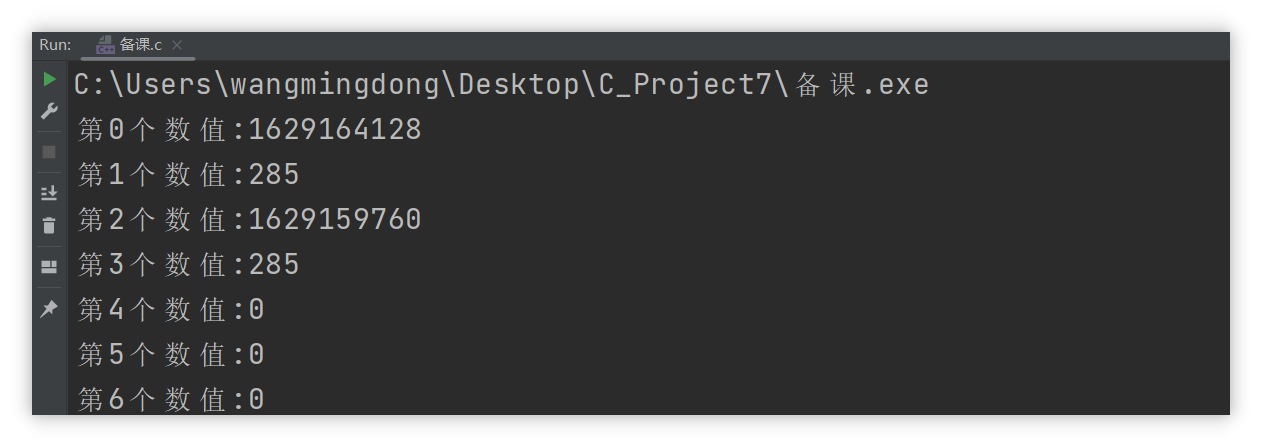 Run: 备课.c
C:\Users\wangmingdong\Desktop\C_Project7\备课.exe
第0个数值:1629164128
第1个数值:285
第2个数值:1629159760
第3个数值:285
第4个数值:0
第5个数值:0
第6个数值:0